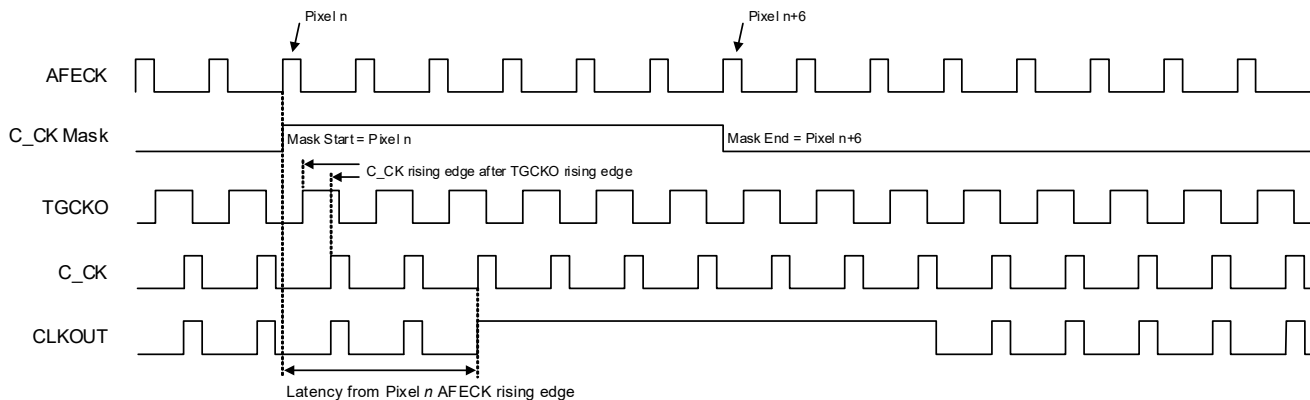 Pixel n
Pixel n+6
AFECK
C_CK Mask
Mask Start = Pixel n
Mask End = Pixel n+6
C_CK rising edge after TGCKO rising edge
TGCKO
C_CK
CLKOUT
Latency from Pixel n AFECK rising edge